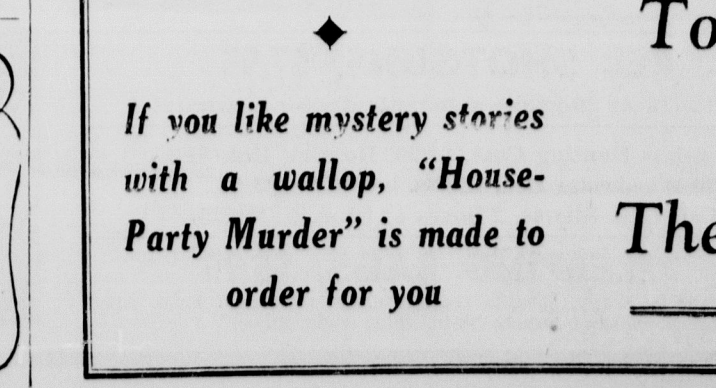 To
If you like mystery stories
with a wallop, "House-
Party Murder" is made to
order for you
The